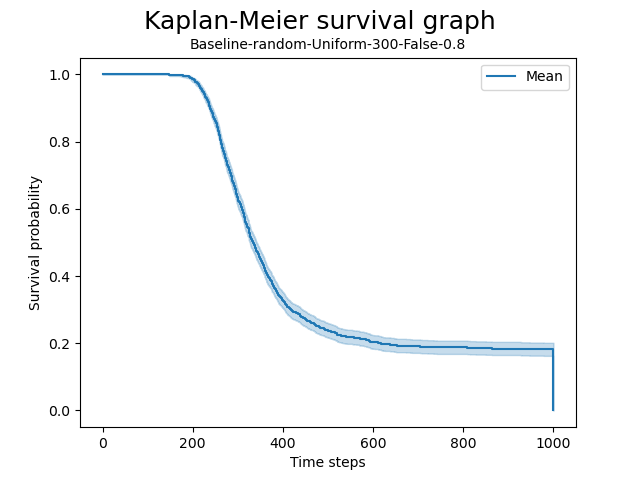 Kaplan-Meier survival graph
Baseline-random-Uniform-300-False-0.8
Mean
Survival probability
1.0
0.8
0.6
0.4
0.2
0.0
0 200 400 600 800 1000
Time steps